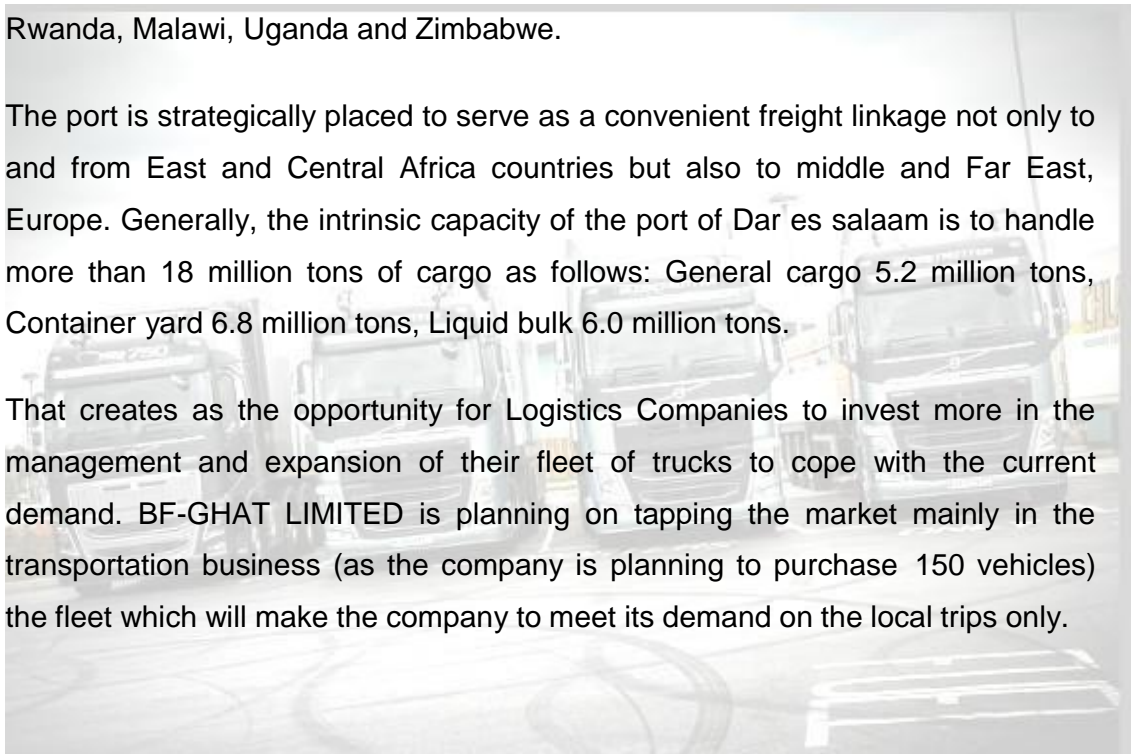 Rwanda, Malawi, Uganda and Zimbabwe.
The port is strategically placed to serve as a convenient freight linkage not only to
and from East and Central Africa countries but also to middle and Far East,
Europe. Generally, the intrinsic capacity of the port of Dar es salaam is to handle
more than 18 million tons of cargo as follows: General cargo 5.2 million tons,
Container yard 6.8 million tons, Liquid bulk 6.0 million tons.
That creates as the opportunity for Logistics Companies to invest more in the
management and expansion of their fleet of trucks to cope with the current
demand. BF-GHAT LIMITED is planning on tapping the market mainly in the
transportation business (as the company is planning to purchase 150 vehicles)
the fleet which will make the company to meet its demand on the local trips only.